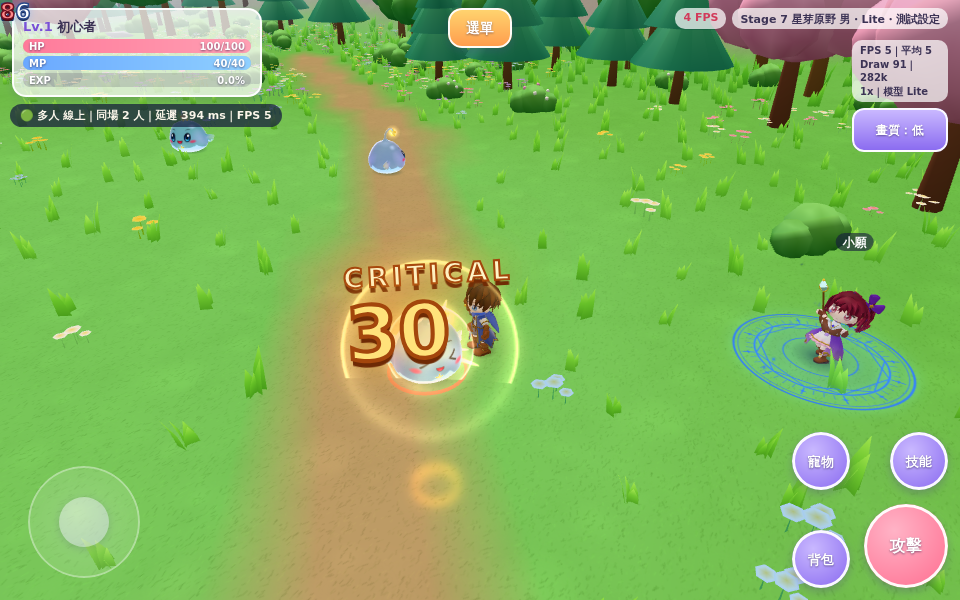 86
Lv.1 初心者
HP 100/100
MP 40/40
EXP 0.0%
多人 線上 | 同場 2 人 | 延遲 394 ms | FPS 5
選單
4 FPS
Stage 7 星芽原野 男 · Lite · 測試設定
FPS 5 | 平均 5
Draw 91 |
282k
1x | 模型 Lite
畫質：低
小願
CRITICAL
30
寵物
技能
攻擊
背包